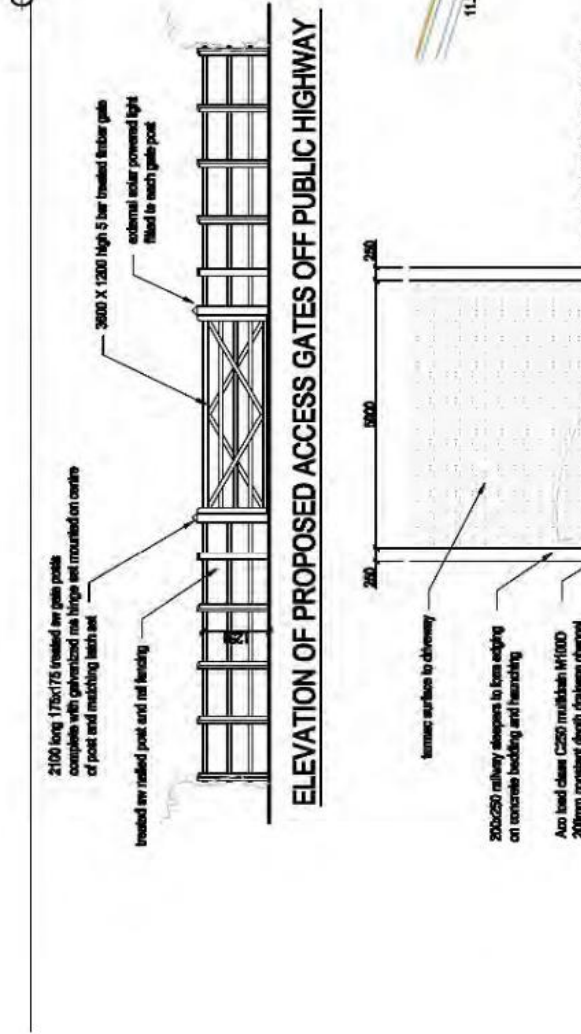 2100 long 175x175 treated sw gate posts
complete with galvanized m/s hinge set mounted on centre
of post and matching latch set
3600 X 1200 high 5 bar treated timber gate
external solar powered light
fitted to each gate post
treated sw nailed post and rail fencing
ELEVATION OF PROPOSED ACCESS GATES OFF PUBLIC HIGHWAY
250
250
tarmac surface to driveway
200x250 railway sleepers to form edging
on concrete bedding and haunching
Aco load class C250 multidrain M100D
11.